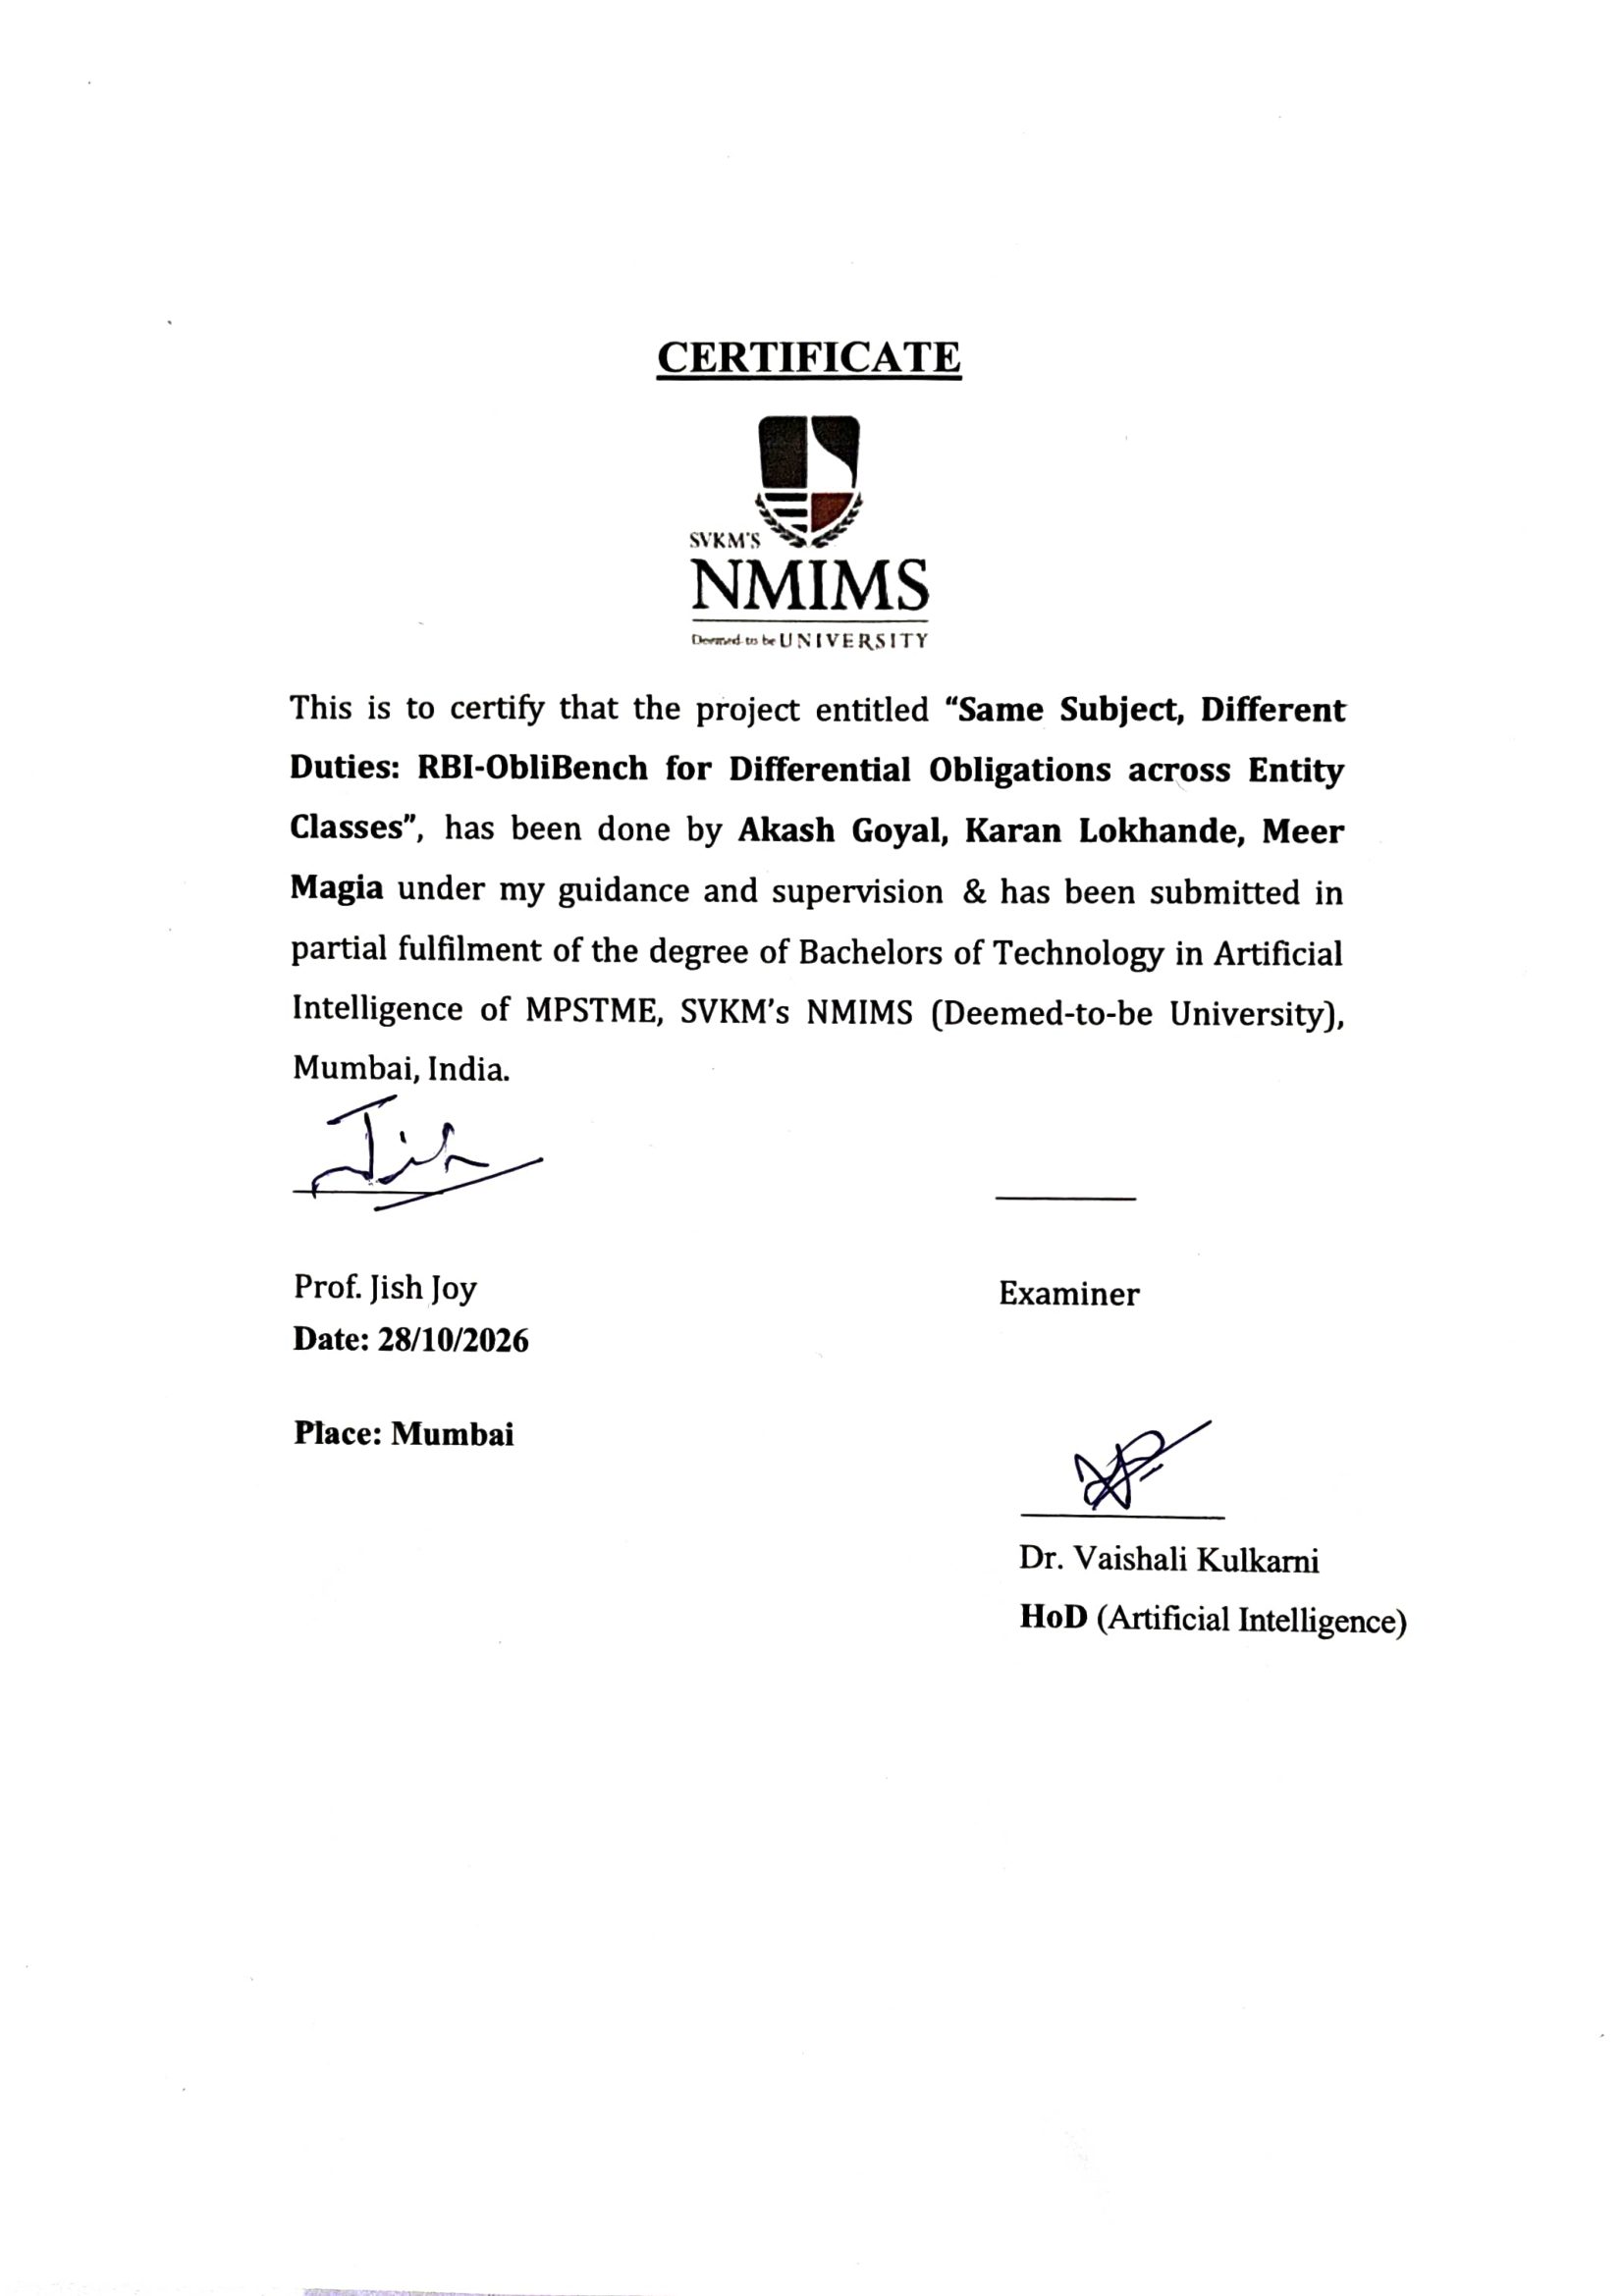 CERTIFICATE
SVKM'S
NMIMS
Deemed-to be UNIVERSITY
This is to certify that the project entitled “Same Subject, Different
Duties: RBI-ObliBench for Differential Obligations across Entity
Classes”, has been done by Akash Goyal, Karan Lokhande, Meer
Magia under my guidance and supervision & has been submitted in
partial fulfilment of the degree of Bachelors of Technology in Artificial
Intelligence of MPSTME, SVKM’s NMIMS (Deemed-to-be University),
Mumbai, India.
Jish
Prof. Jish Joy
Examiner
Date: 28/10/2026
Place: Mumbai
Dr. Vaishali Kulkarni
HoD (Artificial Intelligence)